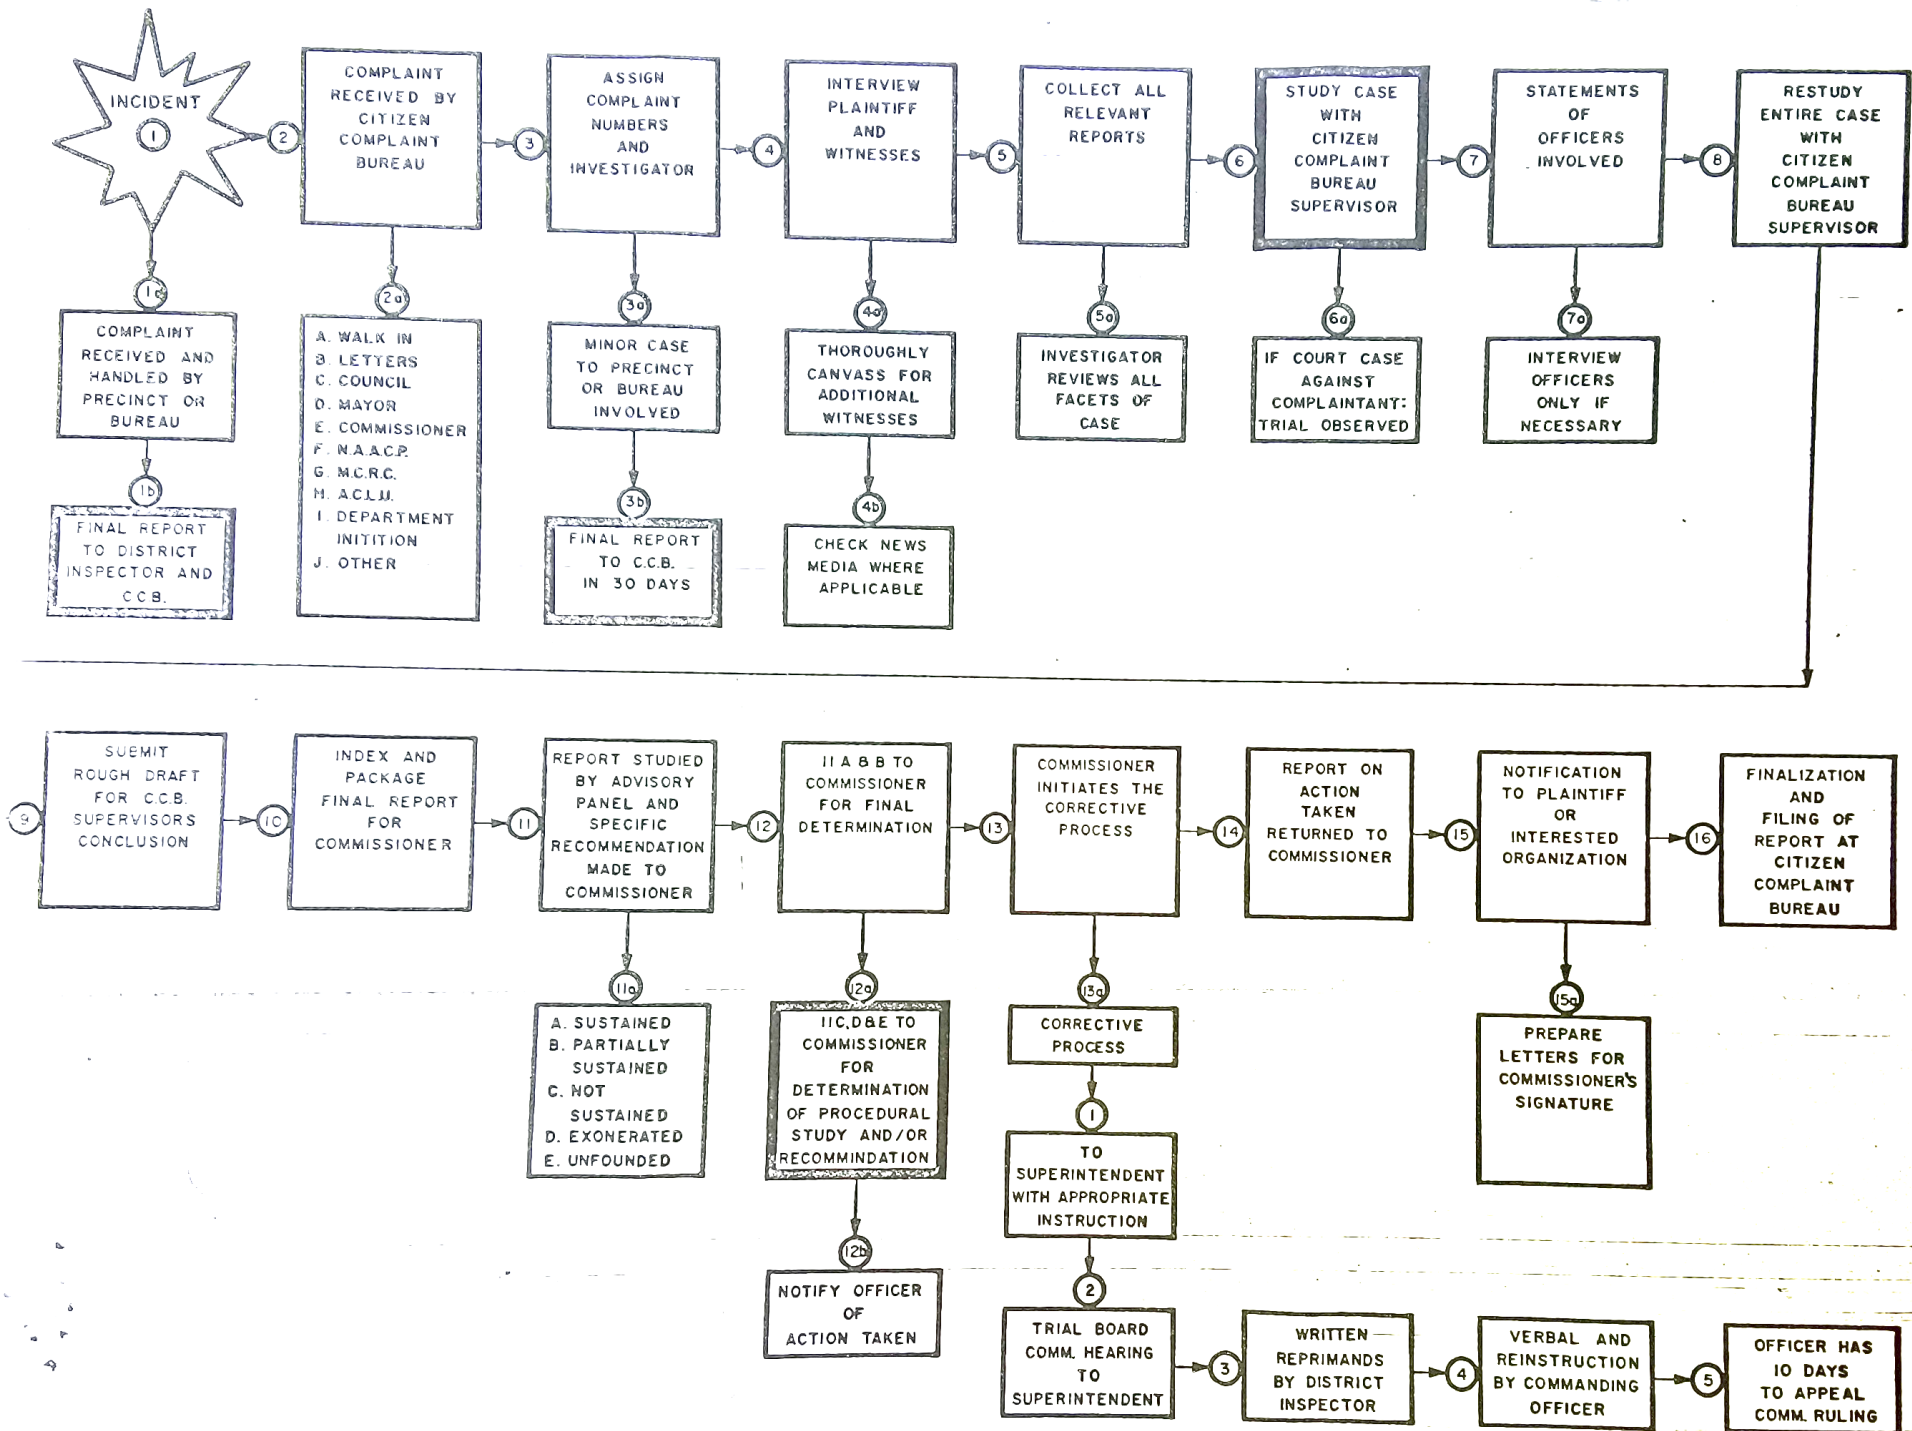 INCIDENT
1
2
COMPLAINT
RECEIVED BY
CITIZEN
COMPLAINT
BUREAU
3
ASSIGN
COMPLAINT
NUMBERS
AND
INVESTIGATOR
4
INTERVIEW
PLAINTIFF
AND
WITNESSES
5
COLLECT ALL
RELEVANT
REPORTS
6
STUDY CASE
WITH
CITIZEN
COMPLAINT
BUREAU
SUPERVISOR
7
STATEMENTS
OF
OFFICERS
INVOLVED
8
RESTUDY
ENTIRE CASE
WITH
CITIZEN
COMPLAINT
BUREAU
SUPERVISOR
1a
COMPLAINT
RECEIVED AND
HANDLED BY
PRECINCT OR
BUREAU
1b
FINAL REPORT
TO DISTRICT
INSPECTOR AND
C C B.
2a
A. WALK IN
B. LETTERS
C. COUNCIL
D. MAYOR
E. COMMISSIONER
F. N.A.A.C.P.
G. M.C.R.C.
H. A.C.L.U.
I. DEPARTMENT
INITITION
J. OTHER
3a
MINOR CASE
TO PRECINCT
OR BUREAU
INVOLVED
3b
FINAL REPORT
TO C.C.B.
IN 30 DAYS
4a
THOROUGHLY
CANVASS FOR
ADDITIONAL
WITNESSES
4b
CHECK NEWS
MEDIA WHERE
APPLICABLE
5a
INVESTIGATOR
REVIEWS ALL
FACETS OF
CASE
6a
IF COURT CASE
AGAINST
COMPLAINTANT:
TRIAL OBSERVED
7a
INTERVIEW
OFFICERS
ONLY IF
NECESSARY
9
SUBMIT
ROUGH DRAFT
FOR C.C.B.
SUPERVISORS
CONCLUSION
10
INDEX AND
PACKAGE
FINAL REPORT
FOR
COMMISSIONER
11
REPORT STUDIED
BY ADVISORY
PANEL AND
SPECIFIC
RECOMMENDATION
MADE TO
COMMISSIONER
12
11 A & B TO
COMMISSIONER
FOR FINAL
DETERMINATION
13
COMMISSIONER
INITIATES THE
CORRECTIVE
PROCESS
14
REPORT ON
ACTION
TAKEN
RETURNED TO
COMMISSIONER
15
NOTIFICATION
TO PLAINTIFF
OR
INTERESTED
ORGANIZATION
16
FINALIZATION
AND
FILING OF
REPORT AT
CITIZEN
COMPLAINT
BUREAU
11a
A. SUSTAINED
B. PARTIALLY
SUSTAINED
C. NOT
SUSTAINED
D. EXONERATED
E. UNFOUNDED
12a
11C, D&E TO
COMMISSIONER
FOR
DETERMINATION
OF PROCEDURAL
STUDY AND/OR
RECOMMINDATION
12b
NOTIFY OFFICER
OF
ACTION TAKEN
13a
CORRECTIVE
PROCESS
1
TO
SUPERINTENDENT
WITH APPROPRIATE
INSTRUCTION
2
TRIAL BOARD
COMM. HEARING
TO
SUPERINTENDENT
3
WRITTEN
REPRIMANDS
BY DISTRICT
INSPECTOR
4
VERBAL AND
REINSTRUCTION
BY COMMANDING
OFFICER
5
OFFICER HAS
10 DAYS
TO APPEAL
COMM. RULING
15a
PREPARE
LETTERS FOR
COMMISSIONER'S
SIGNATURE